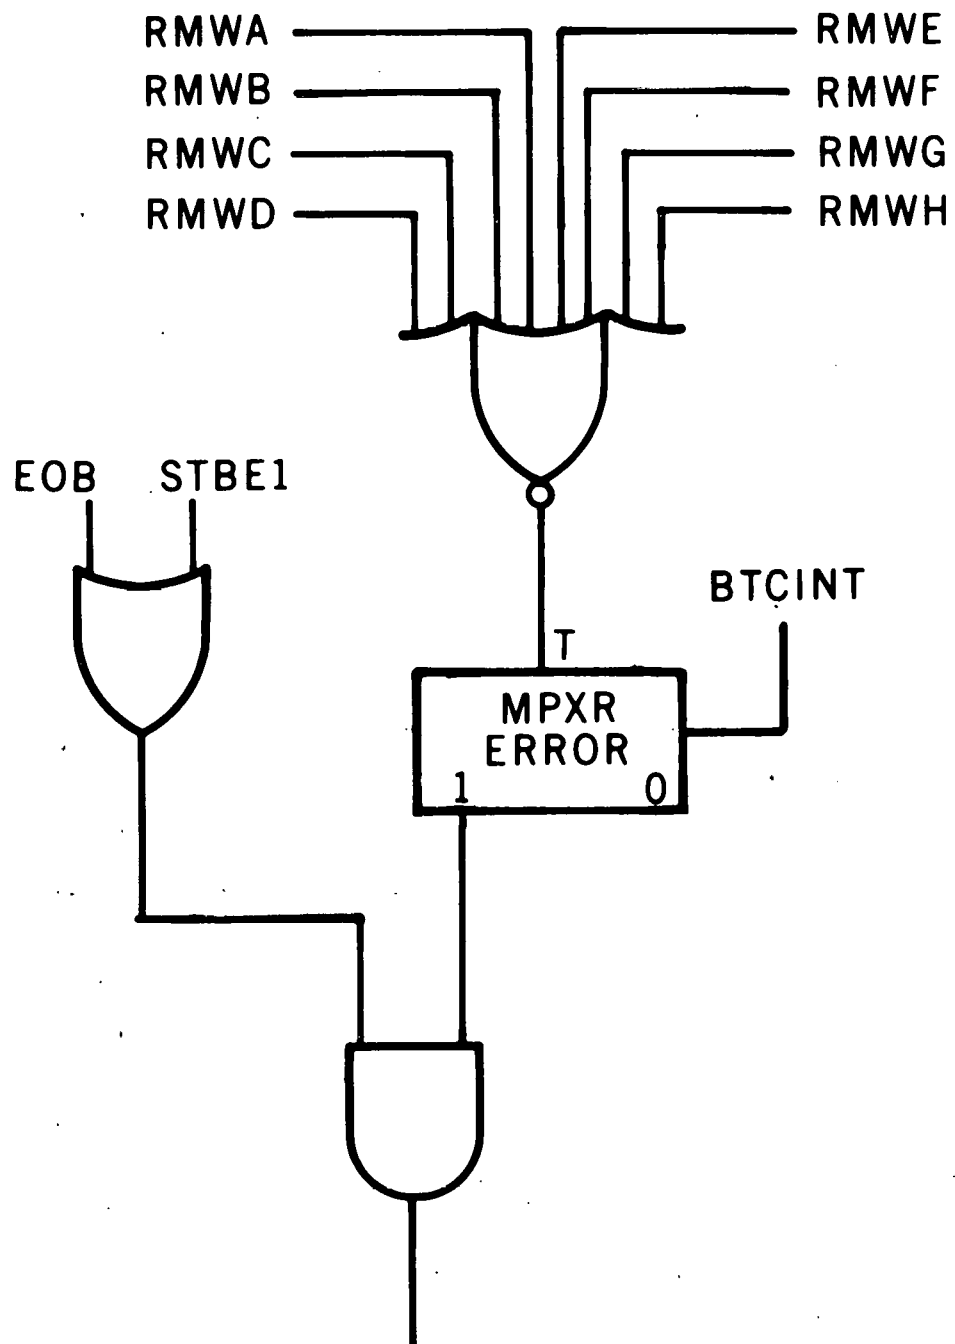 RMWA
RMWE
RMWB
RMWF
RMWC
RMWG
RMWD
RMWH
EOB
STBE1
BTCINT
T
MPXR
ERROR
1
0